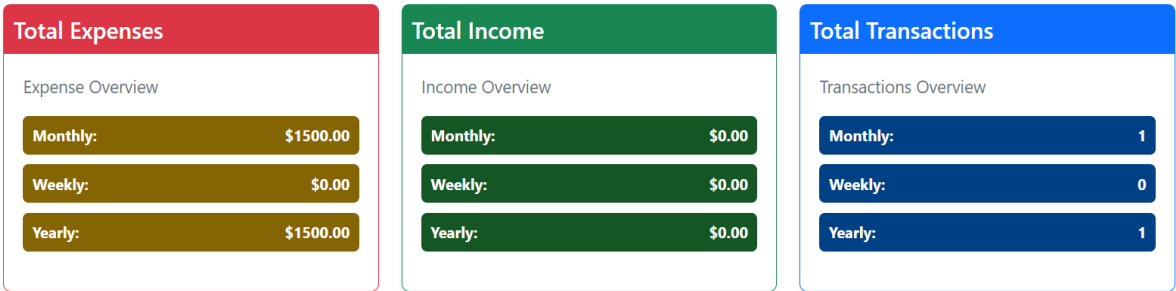 Total Expenses
Expense Overview
Monthly: $1500.00
Weekly: $0.00
Yearly: $1500.00
Total Income
Income Overview
Monthly: $0.00
Weekly: $0.00
Yearly: $0.00
Total Transactions
Transactions Overview
Monthly: 1
Weekly: 0
Yearly: 1